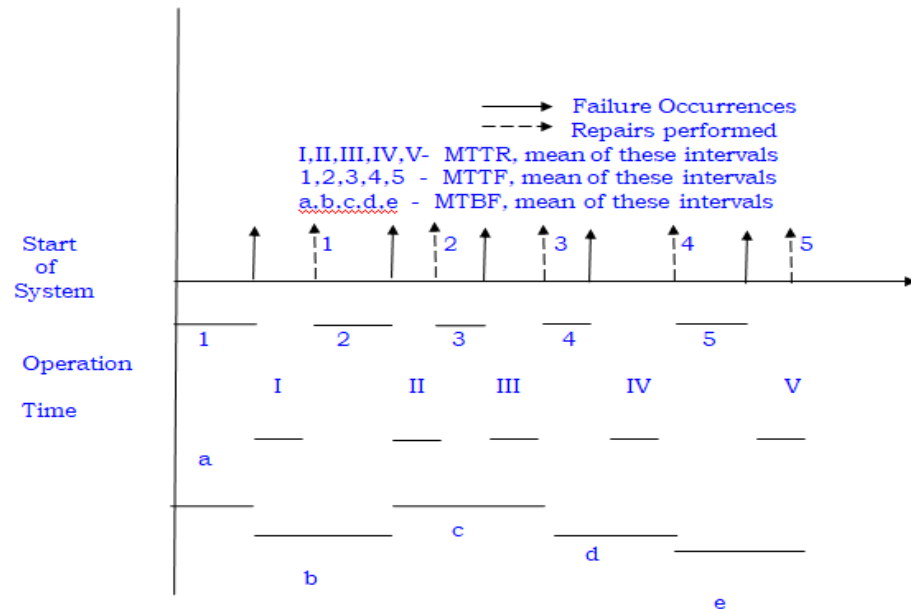 Failure Occurrences
Repairs performed
I,II,III,IV,V- MTTR, mean of these intervals
1,2,3,4,5 - MTTF, mean of these intervals
a,b,c,d,e - MTBF, mean of these intervals
Start
of
System
1 2 3 4 5
1 2 3 4 5
Operation
Time
I II III IV V
a
c
d
b
e